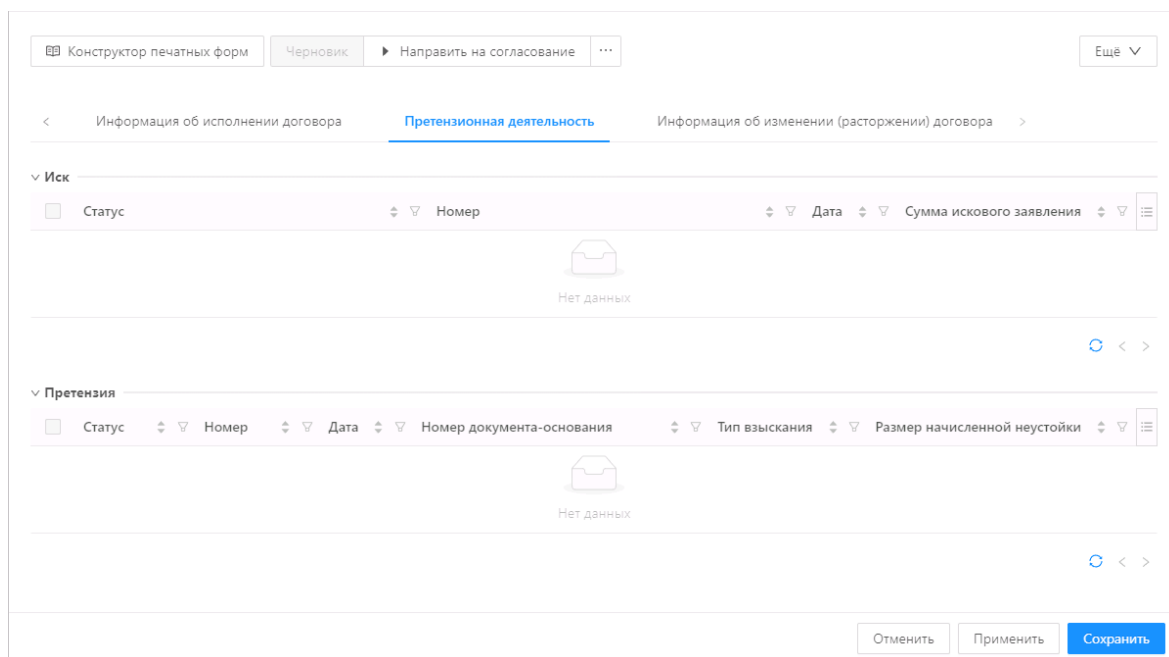 Конструктор печатных форм Черновик Направить на согласование ... Ещё
Информация об исполнении договора Претензионная деятельность Информация об изменении (расторжении) договора
Иск
Статус Номер Дата Сумма искового заявления
Нет данных
Претензия
Статус Номер Дата Номер документа-основания Тип взыскания Размер начисленной неустойки
Нет данных
Отменить Применить Сохранить